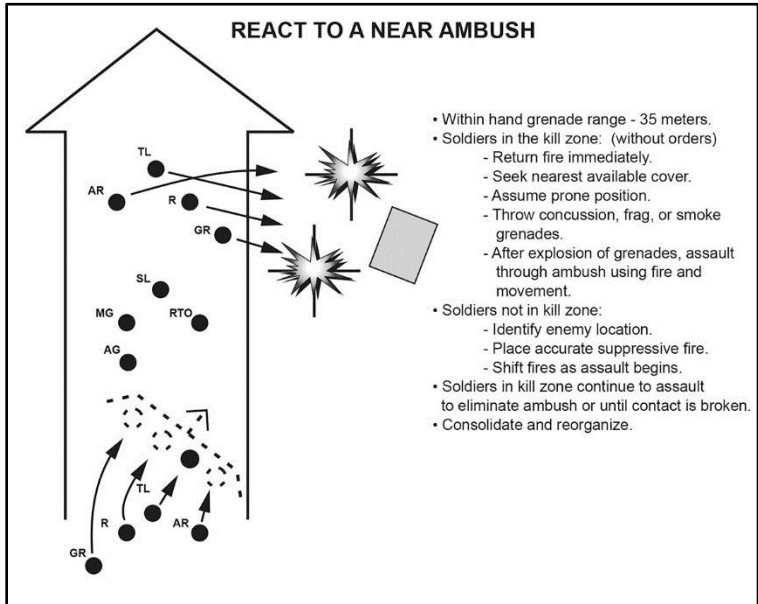 REACT TO A NEAR AMBUSH
• Within hand grenade range - 35 meters.
• Soldiers in the kill zone: (without orders)
- Return fire immediately.
- Seek nearest available cover.
- Assume prone position.
- Throw concussion, frag, or smoke
grenades.
- After explosion of grenades, assault
through ambush using fire and
movement.
• Soldiers not in kill zone:
- Identify enemy location.
- Place accurate suppressive fire.
- Shift fires as assault begins.
• Soldiers in kill zone continue to assault
to eliminate ambush or until contact is broken.
• Consolidate and reorganize.
TL
AR
R
GR
SL
MG
RTO
AG
TL
R
AR
GR